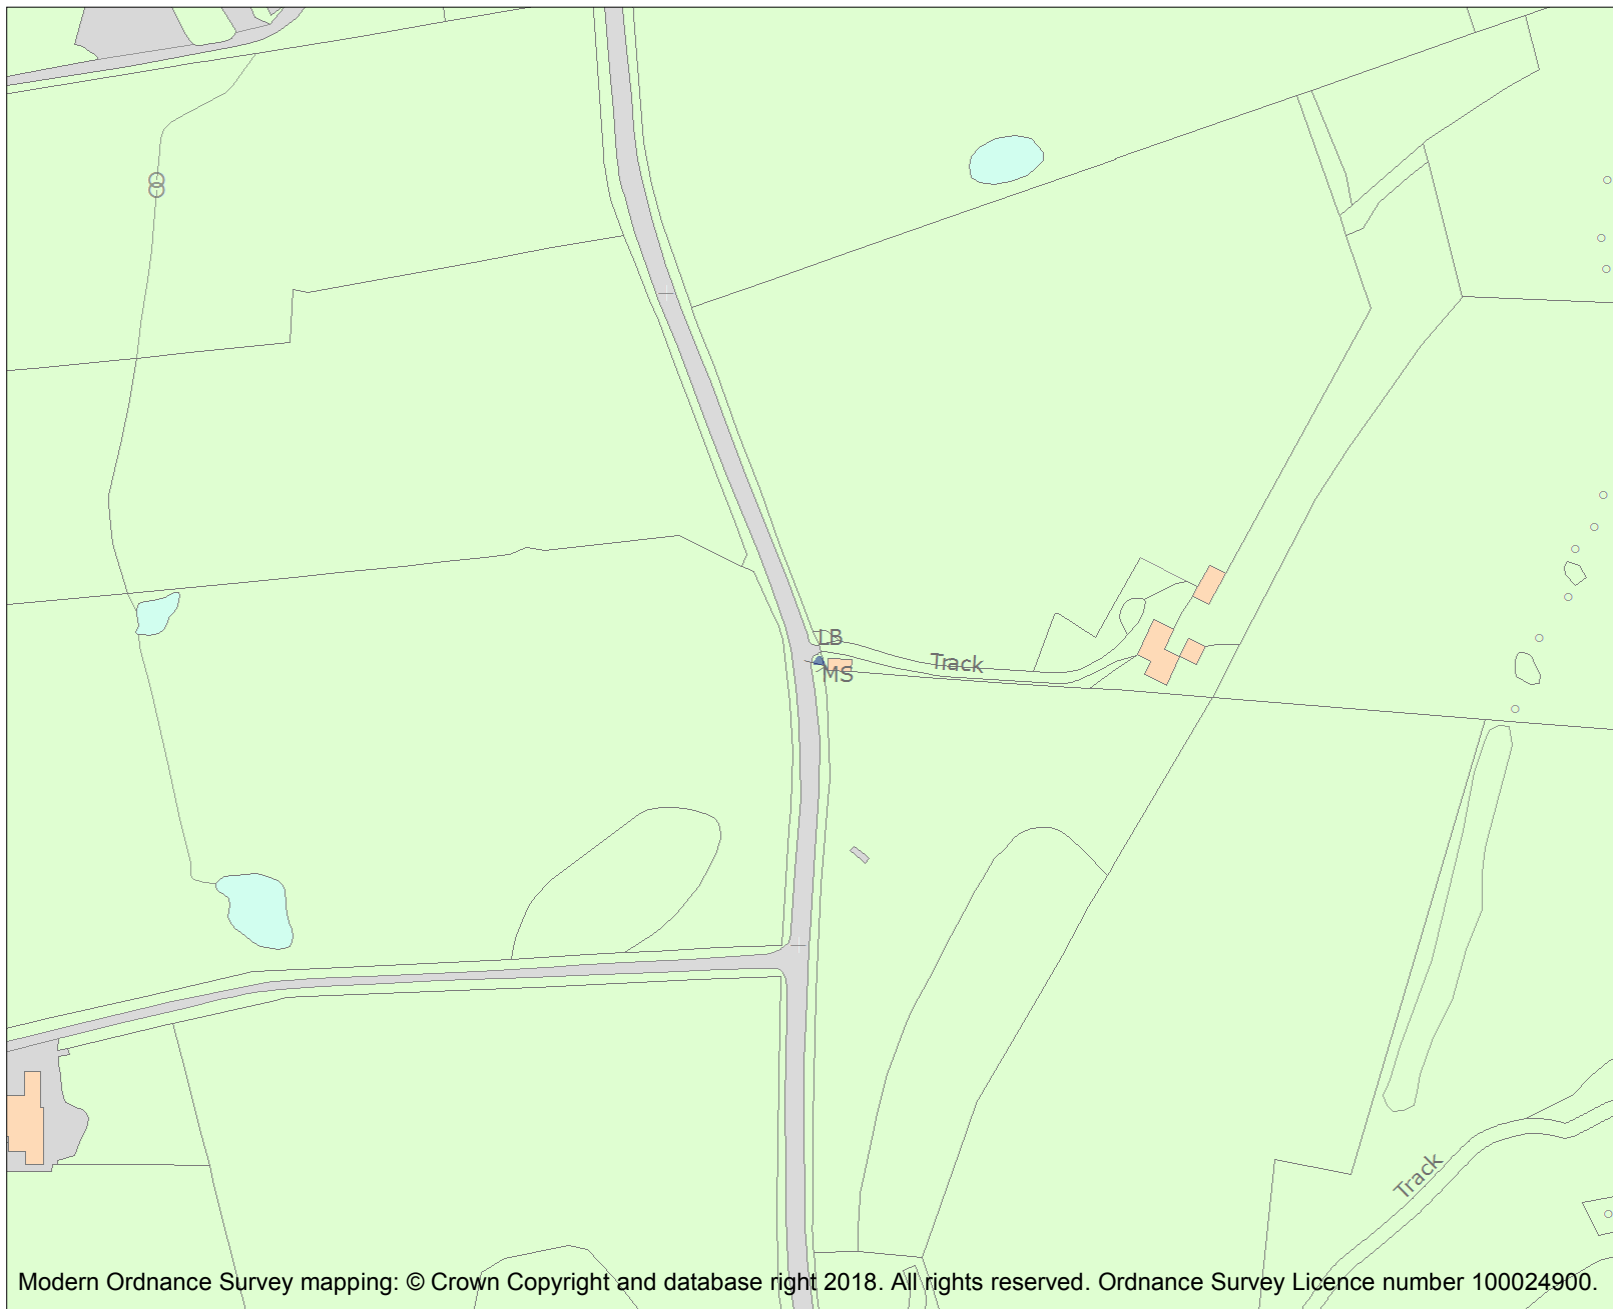 LB
Track
MS
Track
Modern Ordnance Survey mapping: © Crown Copyright and database right 2018. All rights reserved. Ordnance Survey Licence number 100024900.